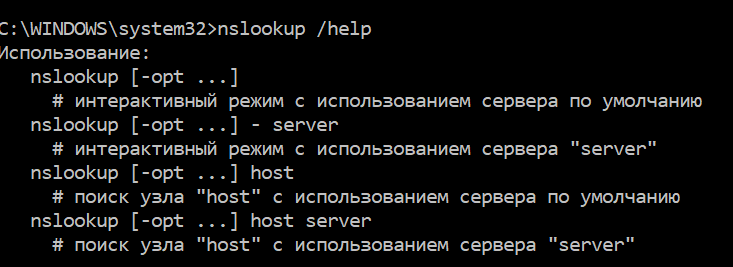 C:\WINDOWS\system32>nslookup /help
Использование:
nslookup [-opt ...]
# интерактивный режим с использованием сервера по умолчанию
nslookup [-opt ...] - server
# интерактивный режим с использованием сервера "server"
nslookup [-opt ...] host
# поиск узла "host" с использованием сервера по умолчанию
nslookup [-opt ...] host server
# поиск узла "host" с использованием сервера "server"